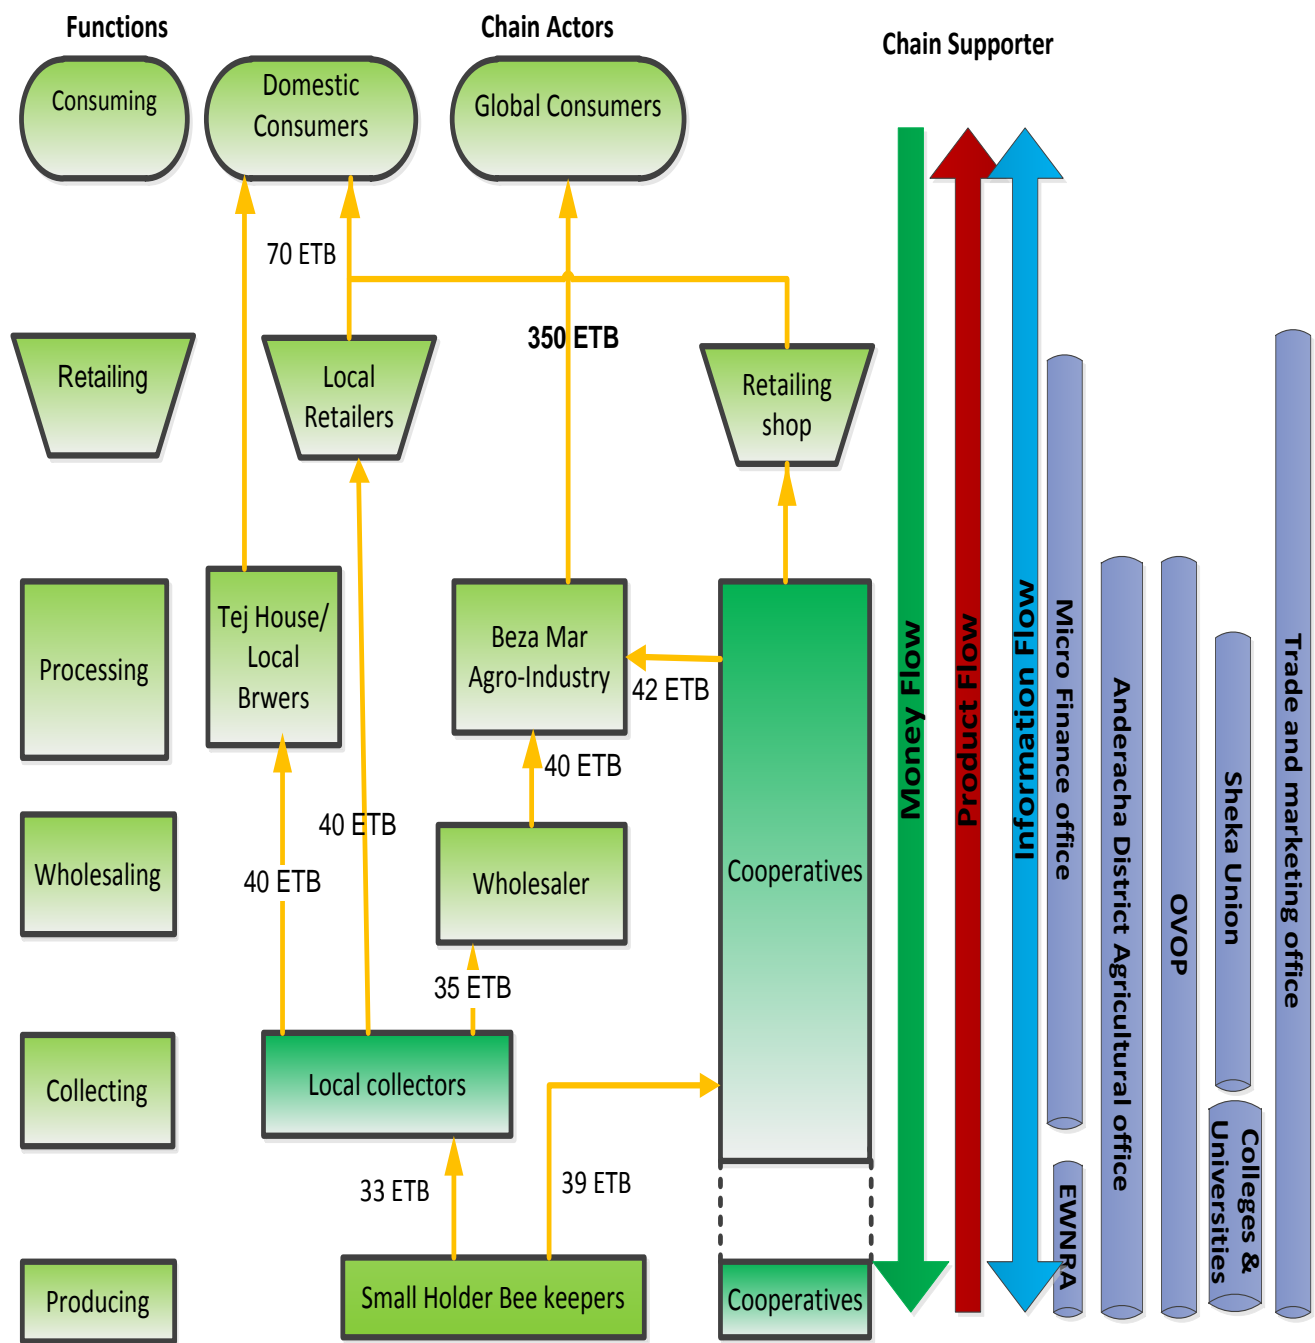 Functions
Chain Actors
Chain Supporter
Consuming
Domestic
Consumers
Global Consumers
70 ETB
350 ETB
Retailing
Local
Retailers
Retailing
shop
Processing
Tej House/
Local
Brwers
Beza Mar
Agro-Industry
42 ETB
40 ETB
40 ETB
Wholesaling
40 ETB
Wholesaler
Cooperatives
35 ETB
Collecting
Local collectors
33 ETB
39 ETB
Producing
Small Holder Bee keepers
Cooperatives
Money Flow
Product Flow
Information Flow
Micro Finance office
EWNRA
Anderacha District Agricultural office
OVOP
Sheka Union
Colleges &
Universities
Trade and marketing office